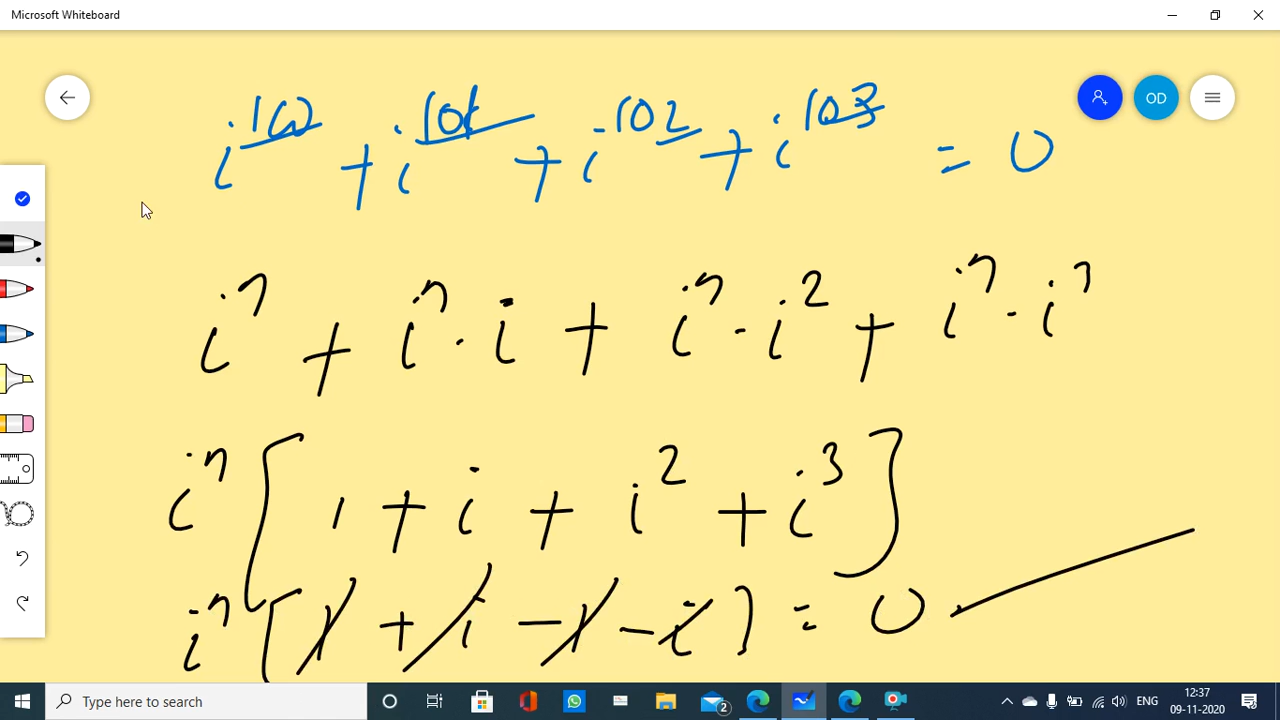 Microsoft Whiteboard
i^100 + i^101 + i^102 + i^103 = 0
OD
i^n + i^n · i + i^n · i^2 + i^n · i^3
i^n [1 + i + i^2 + i^3]
i^n [1 + i - 1 - i] = 0
Type here to search
2
ENG
12:37
09-11-2020